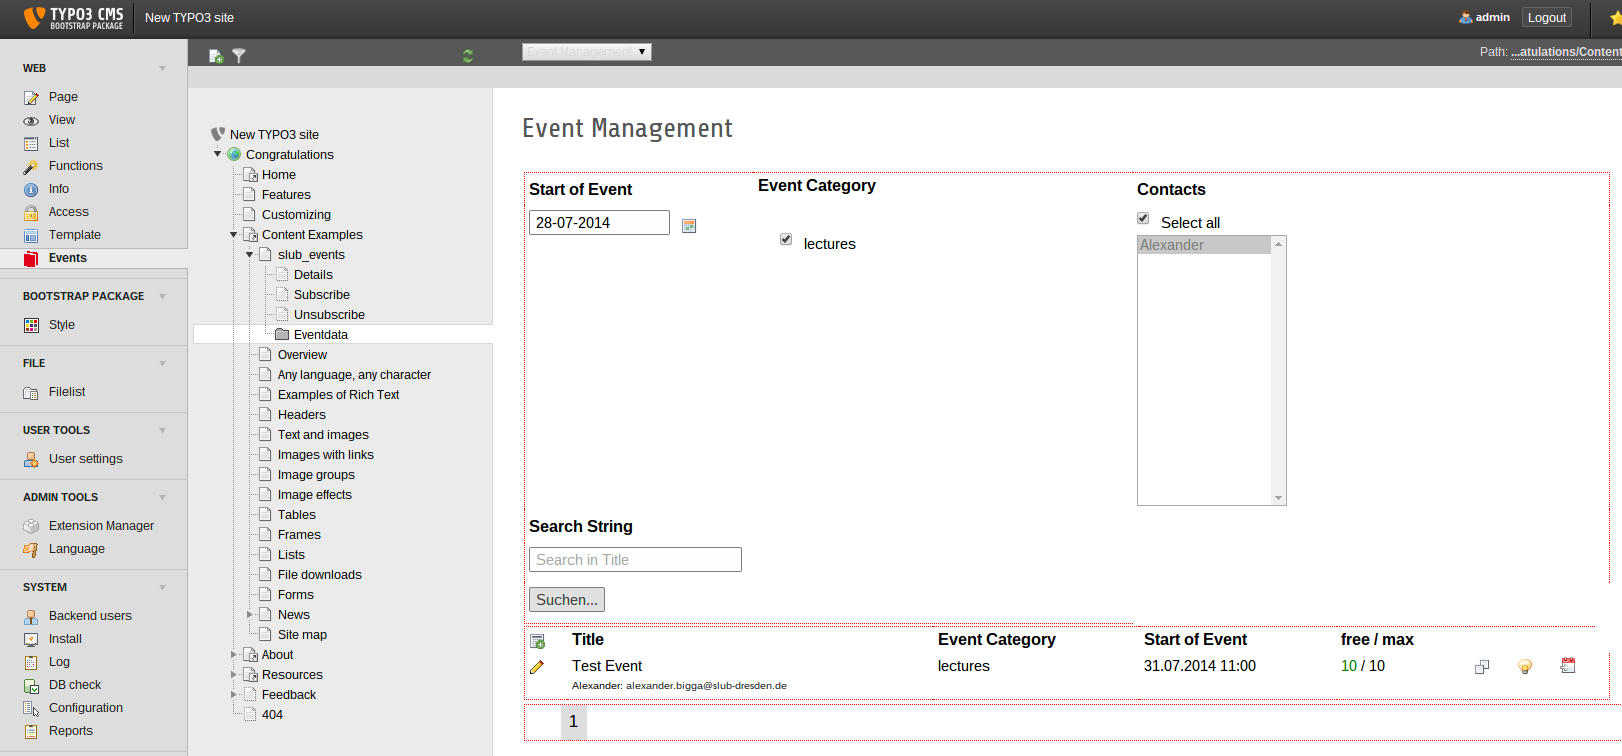 TYPO3 CMS
BOOTSTRAP PACKAGE
New TYPO3 site
admin
Logout
Event Management
Path: ...atulations/Content
WEB
Page
View
List
Functions
Info
Access
Template
Events
BOOTSTRAP PACKAGE
Style
FILE
Filelist
USER TOOLS
User settings
ADMIN TOOLS
Extension Manager
Language
SYSTEM
Backend users
Install
Log
DB check
Configuration
Reports
New TYPO3 site
Congratulations
Home
Features
Customizing
Content Examples
slub_events
Details
Subscribe
Unsubscribe
Eventdata
Overview
Any language, any character
Examples of Rich Text
Headers
Text and images
Images with links
Image groups
Image effects
Tables
Frames
Lists
File downloads
Forms
News
Site map
About
Resources
Feedback
404
Event Management
Start of Event
28-07-2014
Event Category
lectures
Contacts
Select all
Alexander
Search String
Search in Title
Suchen...
Title Event Category Start of Event free / max
Test Event lectures 31.07.2014 11:00 10 / 10
Alexander: alexander.bigga@slub-dresden.de
1